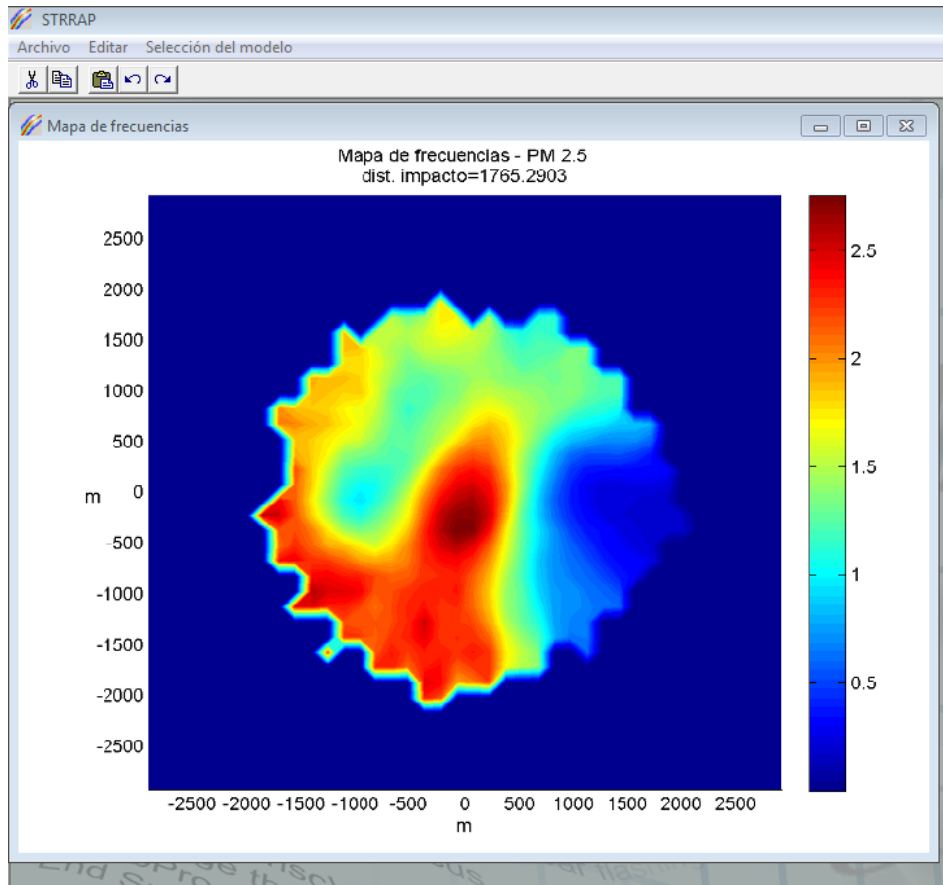 STRRAP
Archivo Editar Selección del modelo
Mapa de frecuencias
Mapa de frecuencias - PM 2.5
dist. impacto=1765.2903
2500
2000
1500
1000
500
m 0
-500
-1000
-1500
-2000
-2500
-2500 -2000 -1500 -1000 -500 0 500 1000 1500 2000 2500
m
2.5
2
1.5
1
0.5